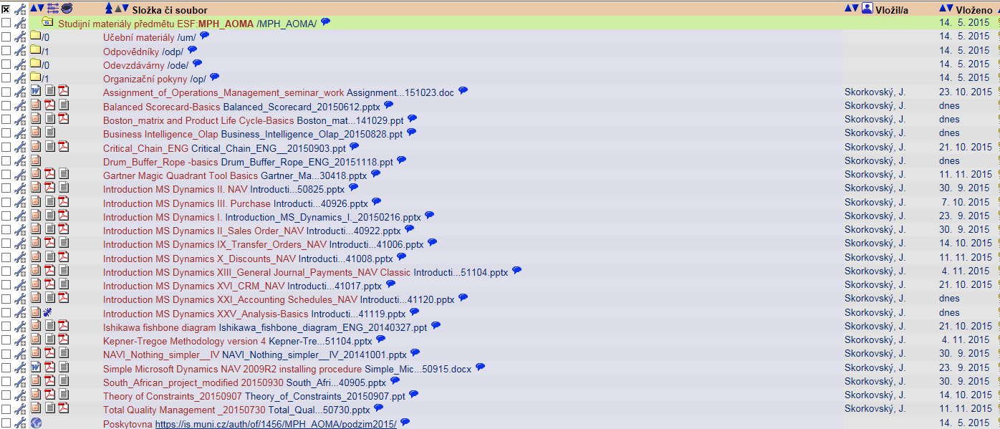 Složka či soubor Vložil/a Vloženo
Studijní materiály předmětu ESF:MPH_AOMA /MPH_AOMA/ 14. 5. 2015
/0 Učební materiály /um/ 14. 5. 2015
/1 Odpovědníky /odp/ 14. 5. 2015
/0 Odevzdávárny /ode/ 14. 5. 2015
/1 Organizační pokyny /op/ 14. 5. 2015
Assignment_of_Operations_Management_seminar_work Assignment...151023.doc Skorkovský, J. 23. 10. 2015
Balanced Scorecard-Basics Balanced_Scorecard_20150612.pptx Skorkovský, J. dnes
Boston_matrix and Product Life Cycle-Basics Boston_mat...141029.ppt Skorkovský, J. dnes
Business Intelligence_Olap Business_Intelligence_Olap_20150828.ppt Skorkovský, J. dnes
Critical_Chain_ENG Critical_Chain_ENG__20150903.ppt Skorkovský, J. 21. 10. 2015
Drum_Buffer_Rope -basics Drum_Buffer_Rope_ENG_20151118.ppt Skorkovský, J. dnes
Gartner Magic Quadrant Tool Basics Gartner_Ma...30418.pptx Skorkovský, J. 11. 11. 2015
Introduction MS Dynamics II. NAV Introducti...50825.pptx Skorkovský, J. 30. 9. 2015
Introduction MS Dynamics III. Purchase Introducti...40926.pptx Skorkovský, J. 7. 10. 2015
Introduction MS Dynamics I. Introduction_MS_Dynamics_I._20150216.pptx Skorkovský, J. 23. 9. 2015
Introduction MS Dynamics II_Sales Order_NAV Introducti...40922.pptx Skorkovský, J. 30. 9. 2015
Introduction MS Dynamics IX_Transfer_Orders_NAV Introducti...41006.pptx Skorkovský, J. 14. 10. 2015
Introduction MS Dynamics X_Discounts_NAV Introducti...41008.pptx Skorkovský, J. 11. 11. 2015
Introduction MS Dynamics XIII_General Journal_Payments_NAV Classic Introducti...51104.pptx Skorkovský, J. 4. 11. 2015
Introduction MS Dynamics XVI_CRM_NAV Introducti...41017.pptx Skorkovský, J. 21. 10. 2015
Introduction MS Dynamics XXI_Accounting Schedules_NAV Introducti...41120.pptx Skorkovský, J. dnes
Introduction MS Dynamics XXV_Analysis-Basics Introducti...41119.pptx Skorkovský, J. dnes
Ishikawa fishbone diagram Ishikawa_fishbone_diagram_ENG_20140327.ppt Skorkovský, J. 21. 10. 2015
Kepner-Tregoe Methodology version 4 Kepner-Tre...51104.pptx Skorkovský, J. 4. 11. 2015
NAVI_Nothing_simpler__IV NAVI_Nothing_simpler__IV_20141001.pptx Skorkovský, J. 30. 9. 2015
Simple Microsoft Dynamics NAV 2009R2 installing procedure Simple_Mic...50915.docx Skorkovský, J. 23. 9. 2015
South_African_project_modified 20150930 South_Afri...40905.pptx Skorkovský, J. 30. 9. 2015
Theory of Constraints_20150907 Theory_of_Constraints_20150907.ppt Skorkovský, J. 14. 10. 2015
Total Quality Management _20150730 Total_Qual...50730.pptx Skorkovský, J. 11. 11. 2015
Poskytovna https://is.muni.cz/auth/of/1456/MPH_AOMA/podzim2015/ 14. 5. 2015